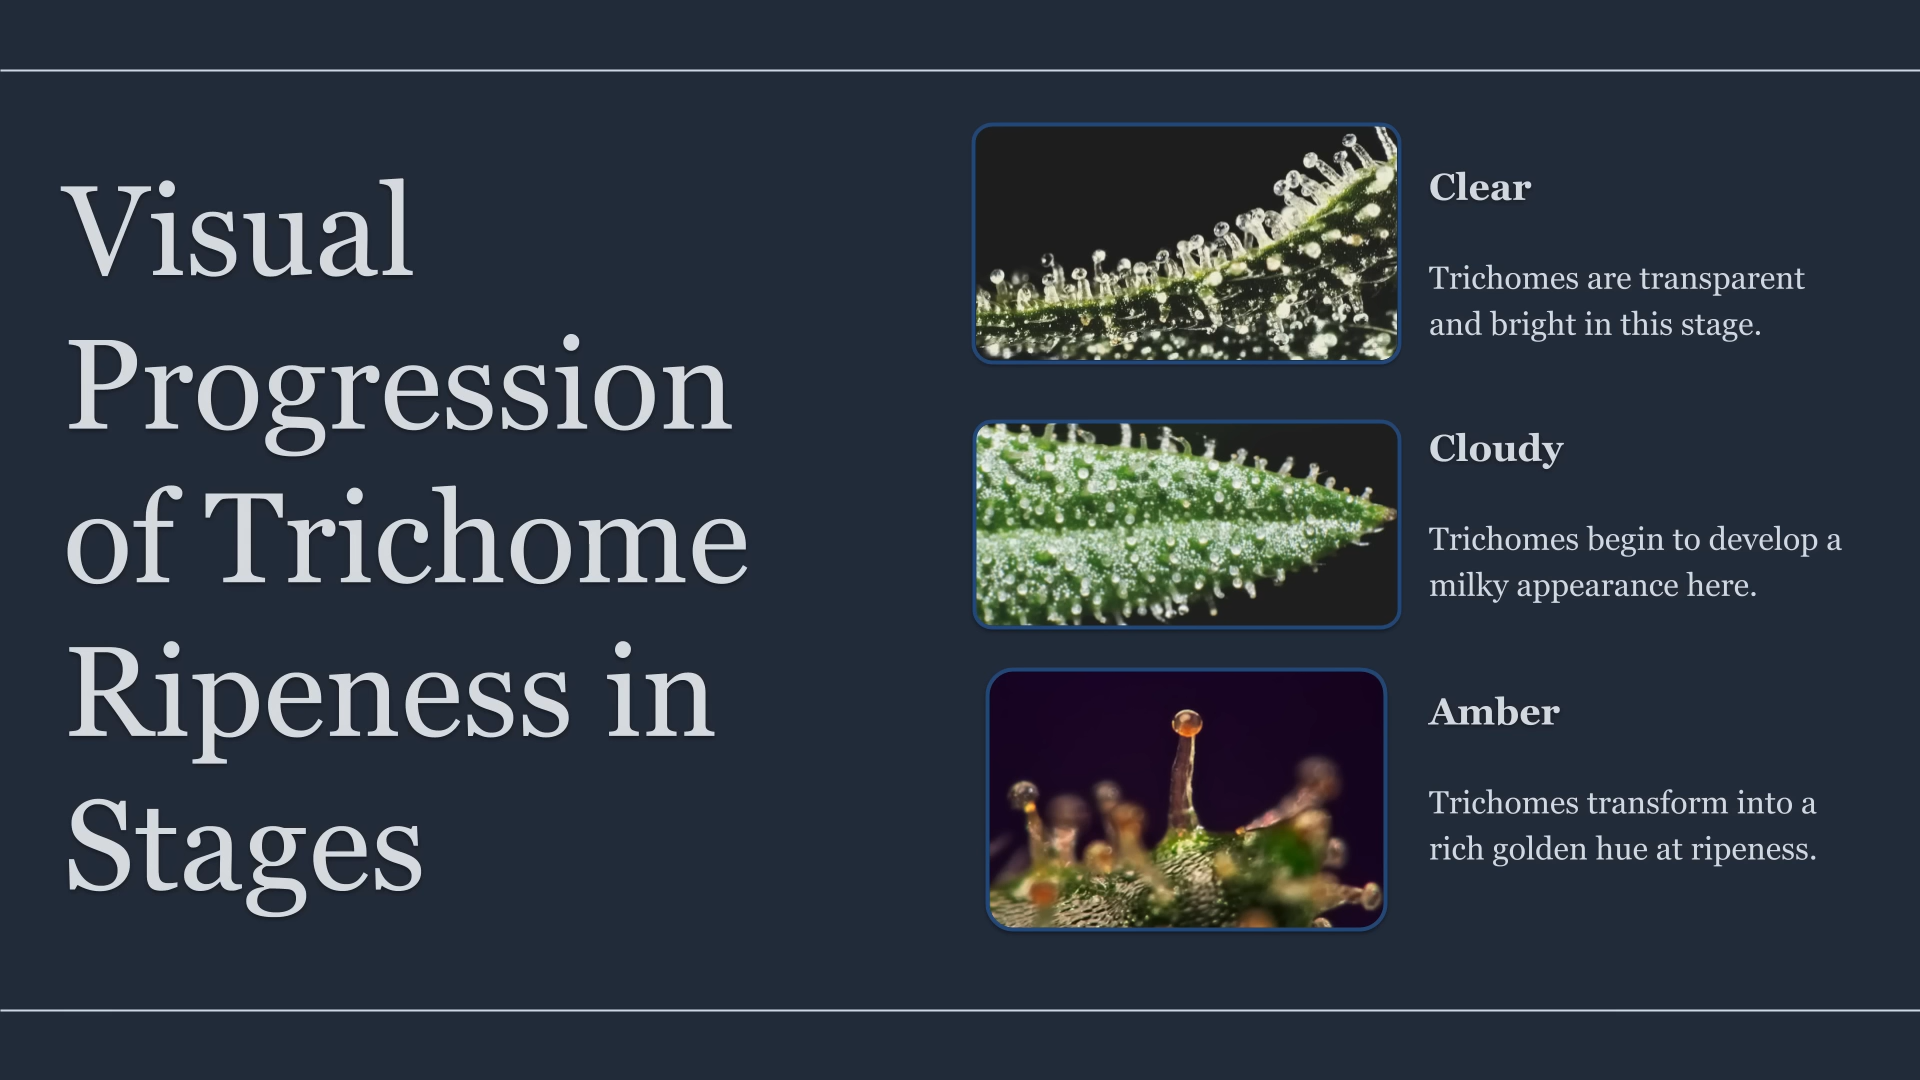 Visual
Progression
of Trichome
Ripeness in
Stages
Clear
Trichomes are transparent
and bright in this stage.
Cloudy
Trichomes begin to develop a
milky appearance here.
Amber
Trichomes transform into a
rich golden hue at ripeness.